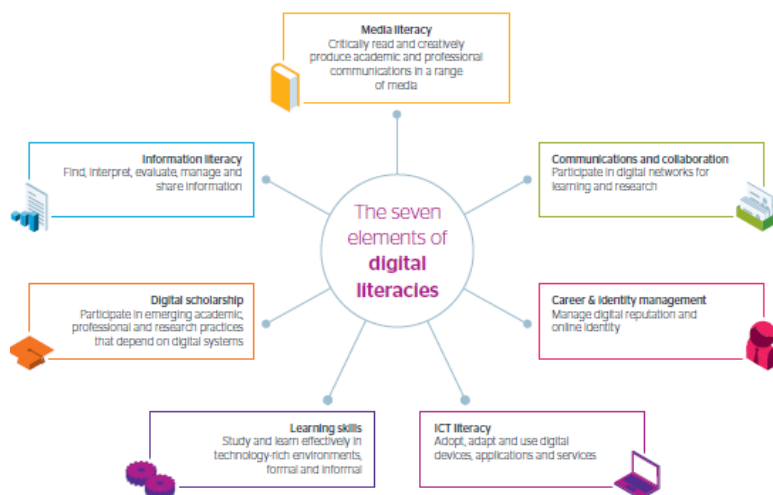 Media literacy
Critically read and creatively
produce academic and professional
communications in a range
of media
Information literacy
Find, interpret, evaluate, manage and
share information
Communications and collaboration
Participate in digital networks for
learning and research
The seven
elements of
digital
literacies
Digital scholarship
Participate in emerging academic,
professional and research practices
that depend on digital systems
Career & identity management
Manage digital reputation and
online identity
Learning skills
Study and learn effectively in
technology-rich environments,
formal and informal
ICT literacy
Adopt, adapt and use digital
devices, applications and services